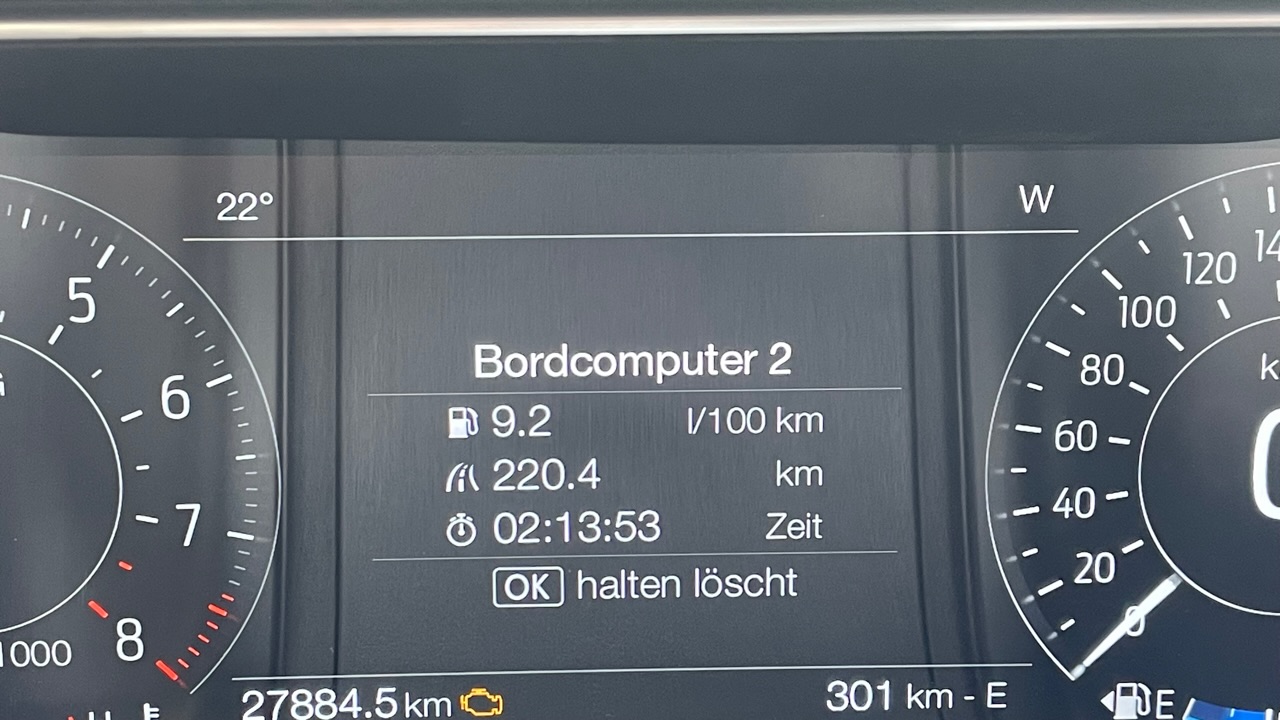 22° W
5
6
7
8
1000
Bordcomputer 2
9.2 l/100 km
220.4 km
02:13:53 Zeit
OK halten löscht
120
100
80
60
40
20
0
27884.5 km
301 km - E
E